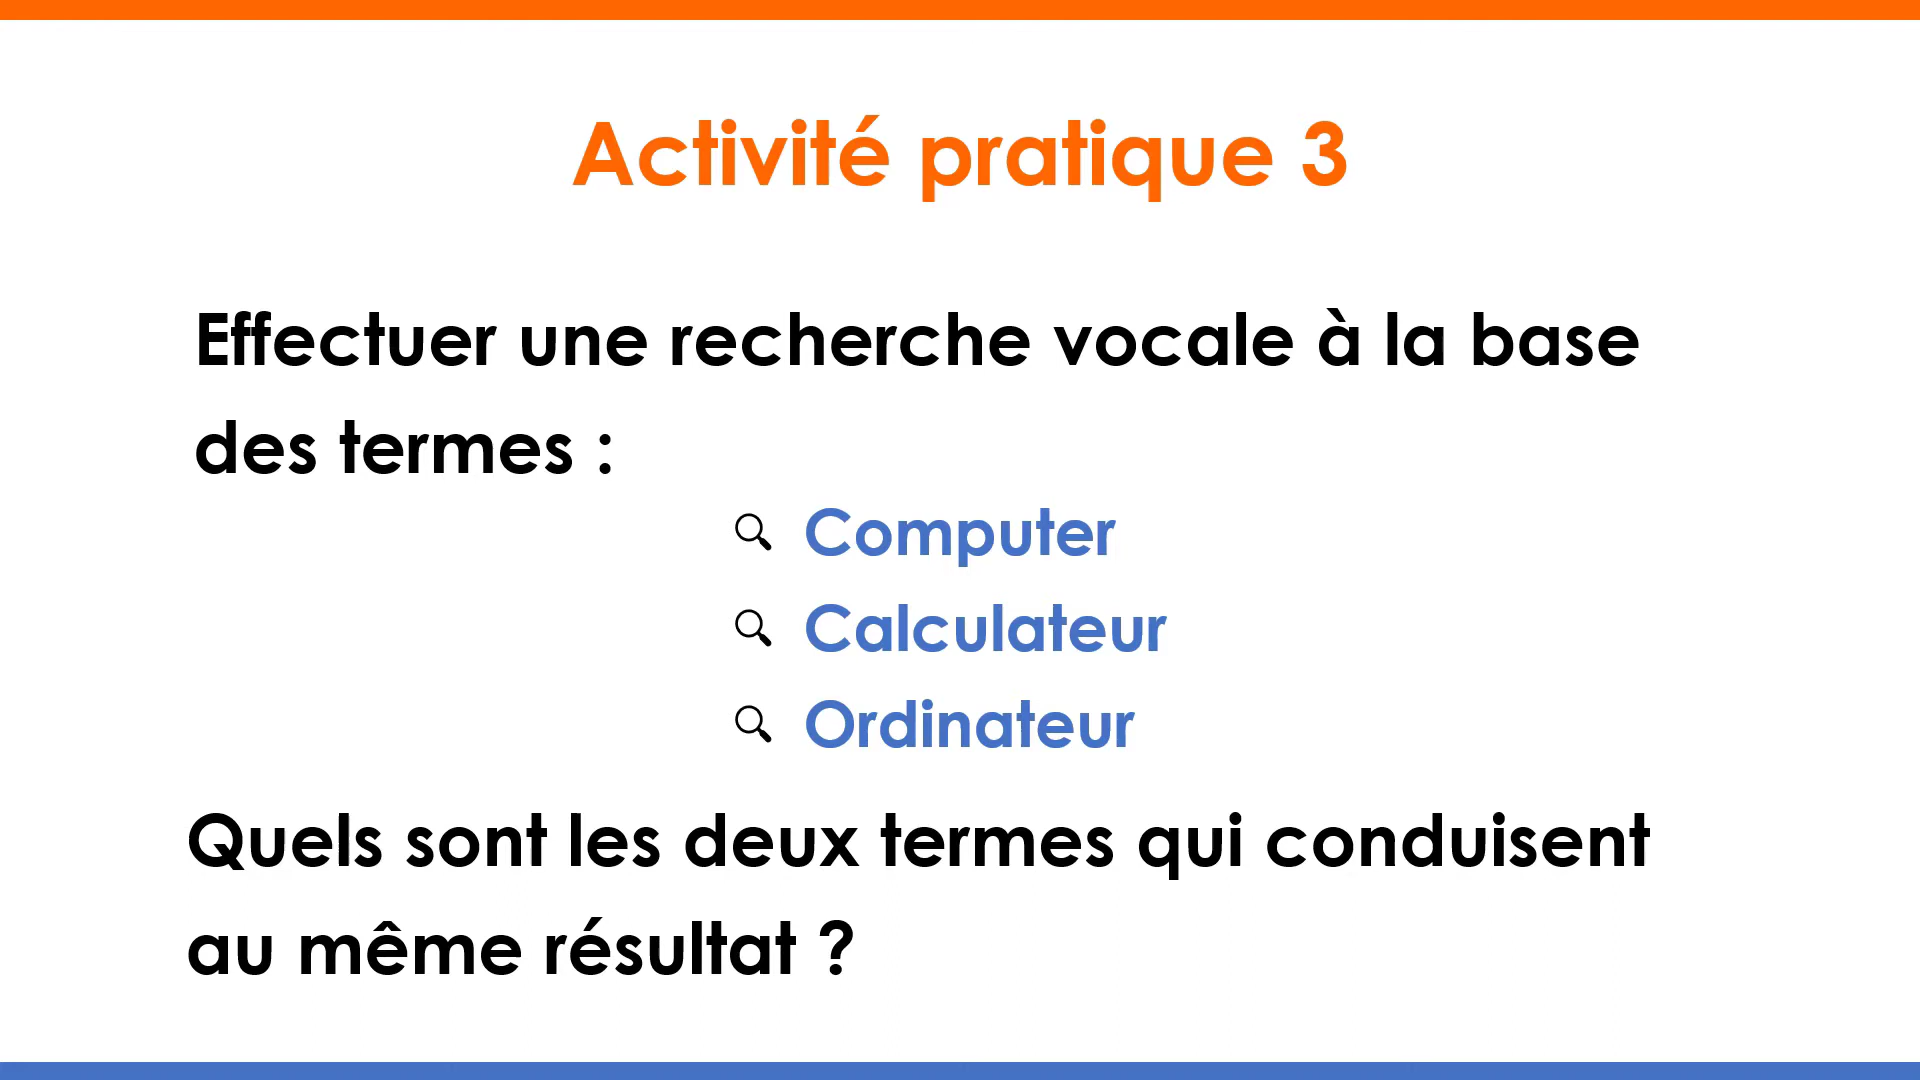 Activité pratique 3
Effectuer une recherche vocale à la base
des termes :
Computer
Calculateur
Ordinateur
Quels sont les deux termes qui conduisent
au même résultat ?